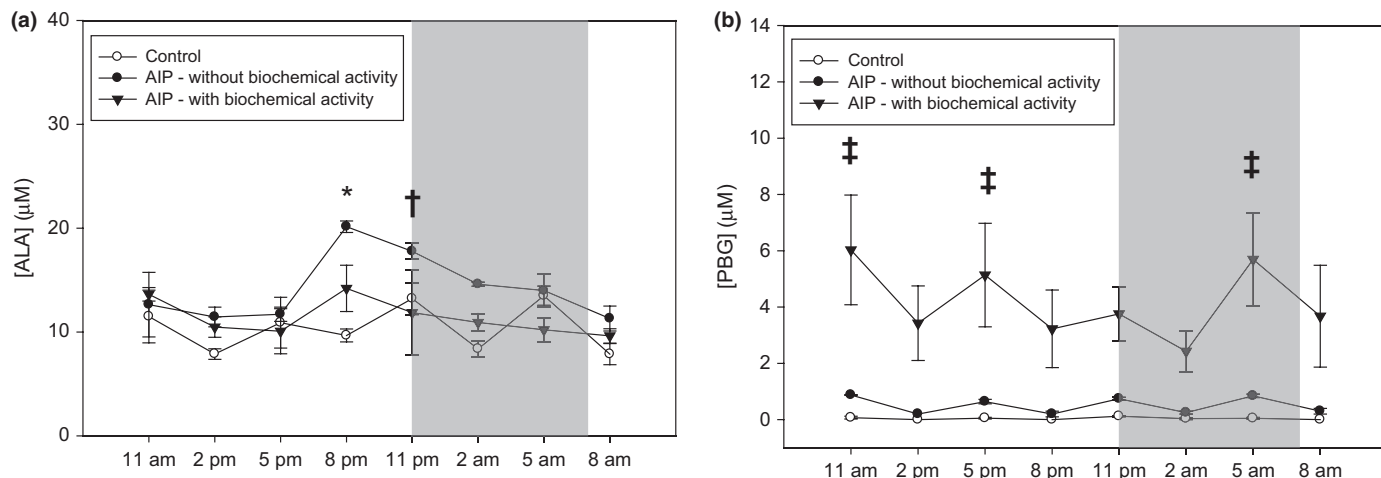 (a)
[ALA] (μM)
40
30
20
10
0
Control
AIP - without biochemical activity
AIP - with biochemical activity
*
†
11 am 2 pm 5 pm 8 pm 11 pm 2 am 5 am 8 am
(b)
[PBG] (μM)
14
12
10
8
6
4
2
0
Control
AIP - without biochemical activity
AIP - with biochemical activity
‡
‡
‡
11 am 2 pm 5 pm 8 pm 11 pm 2 am 5 am 8 am